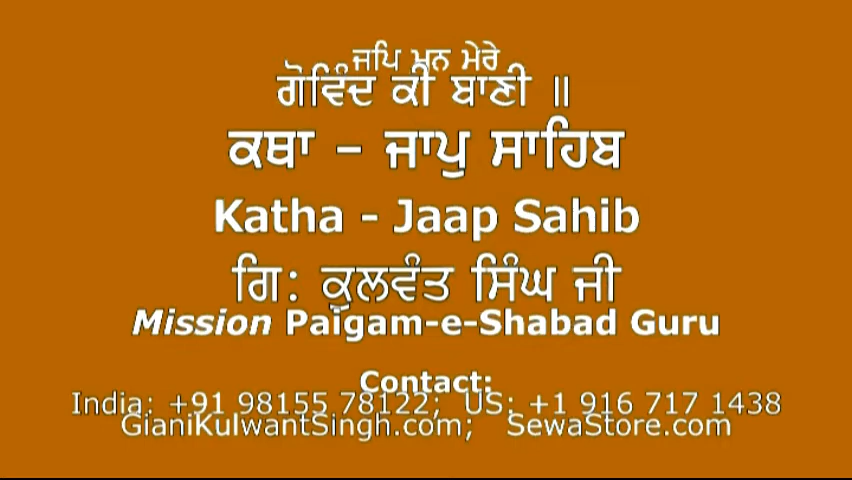 ਜਪਿ ਮਨ ਮੇਰੇ
ਗੋਵਿੰਦ ਕੀ ਬਾਣੀ ॥
ਕਥਾ – ਜਾਪੁ ਸਾਹਿਬ
Katha - Jaap Sahib
ਗਿ: ਕੁਲਵੰਤ ਸਿੰਘ ਜੀ
Mission Paigam-e-Shabad Guru
Contact:
India: +91 98155 78122; US: +1 916 717 1438
GianiKulwantSingh.com; SewaStore.com